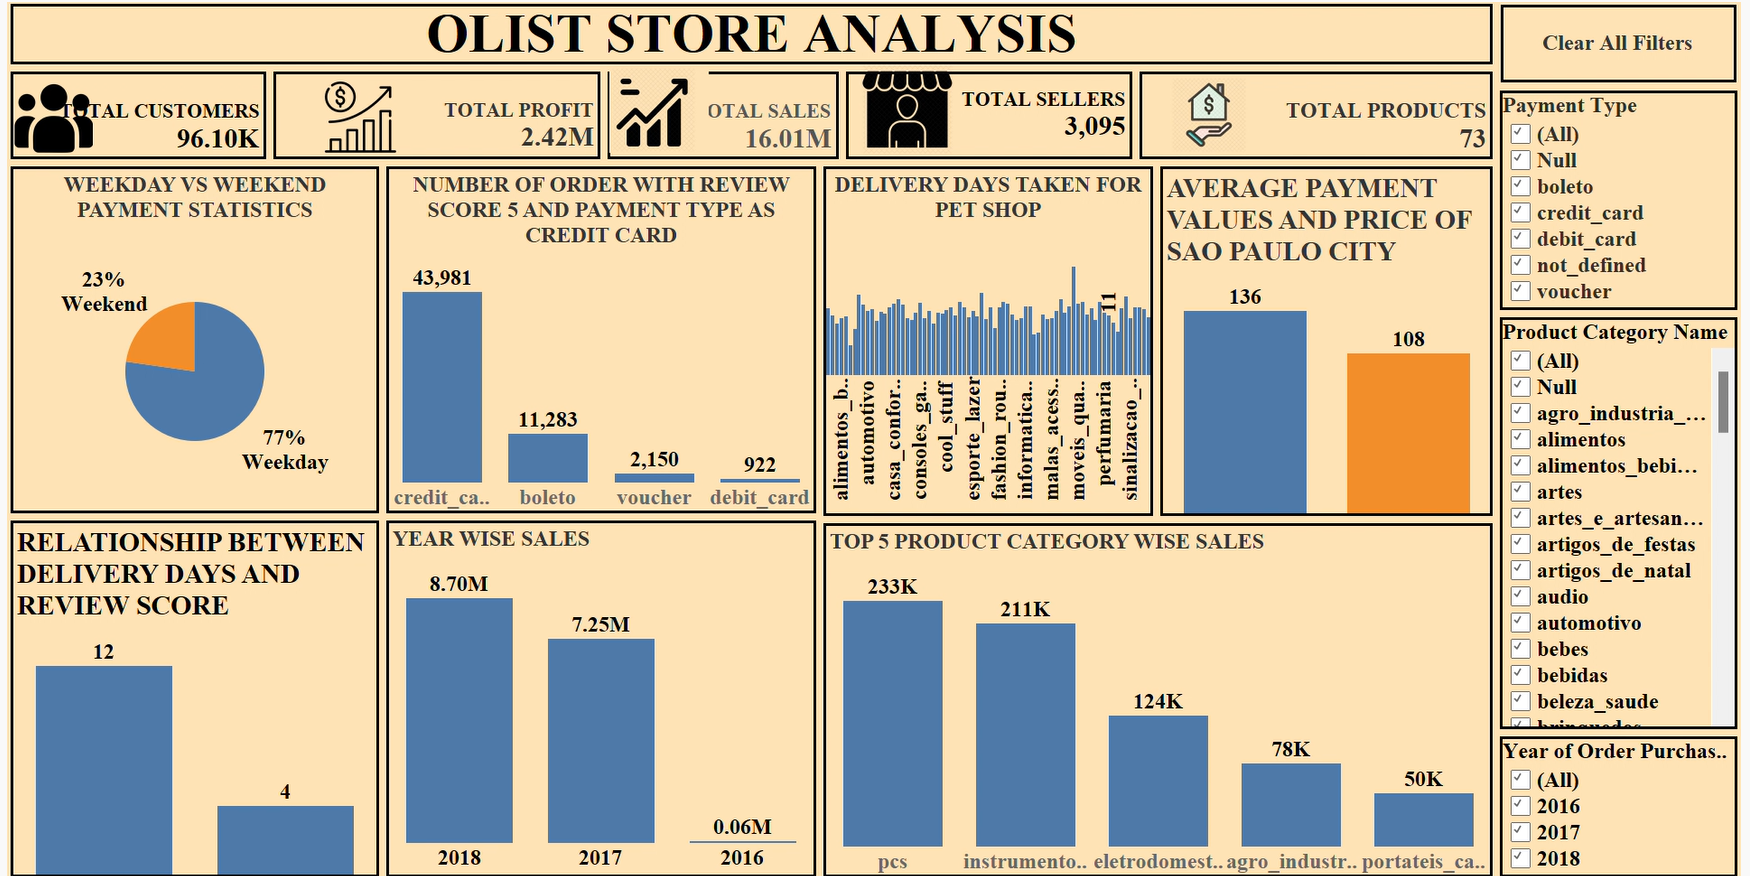 OLIST STORE ANALYSIS
Clear All Filters
TOTAL CUSTOMERS
96.10K
TOTAL PROFIT
2.42M
OTAL SALES
16.01M
TOTAL SELLERS
3,095
TOTAL PRODUCTS
73
WEEKDAY VS WEEKEND
PAYMENT STATISTICS
23%
Weekend
77%
Weekday
NUMBER OF ORDER WITH REVIEW
SCORE 5 AND PAYMENT TYPE AS
CREDIT CARD
43,981
11,283
2,150
922
credit_ca..
boleto
voucher
debit_card
DELIVERY DAYS TAKEN FOR
PET SHOP
11
alimentos_b..
automotivo
casa_confor..
consoles_ga..
cool_stuff
esporte_lazer
fashion_rou..
informatica..
malas_acess..
moveis_qua..
perfumaria
sinalizacao_..
AVERAGE PAYMENT
VALUES AND PRICE OF
SAO PAULO CITY
136
108
RELATIONSHIP BETWEEN
DELIVERY DAYS AND
REVIEW SCORE
12
4
YEAR WISE SALES
8.70M
7.25M
0.06M
2018
2017
2016
TOP 5 PRODUCT CATEGORY WISE SALES
233K
211K
124K
78K
50K
pcs
instrumento..
eletrodomest..
agro_industr..
portateis_ca..
Payment Type
(All)
Null
boleto
credit_card
debit_card
not_defined
voucher
Product Category Name
(All)
Null
agro_industria_...
alimentos
alimentos_bebi...
artes
artes_e_artesan...
artigos_de_festas
artigos_de_natal
audio
automotivo
bebes
bebidas
beleza_saude
Year of Order Purchas..
(All)
2016
2017
2018